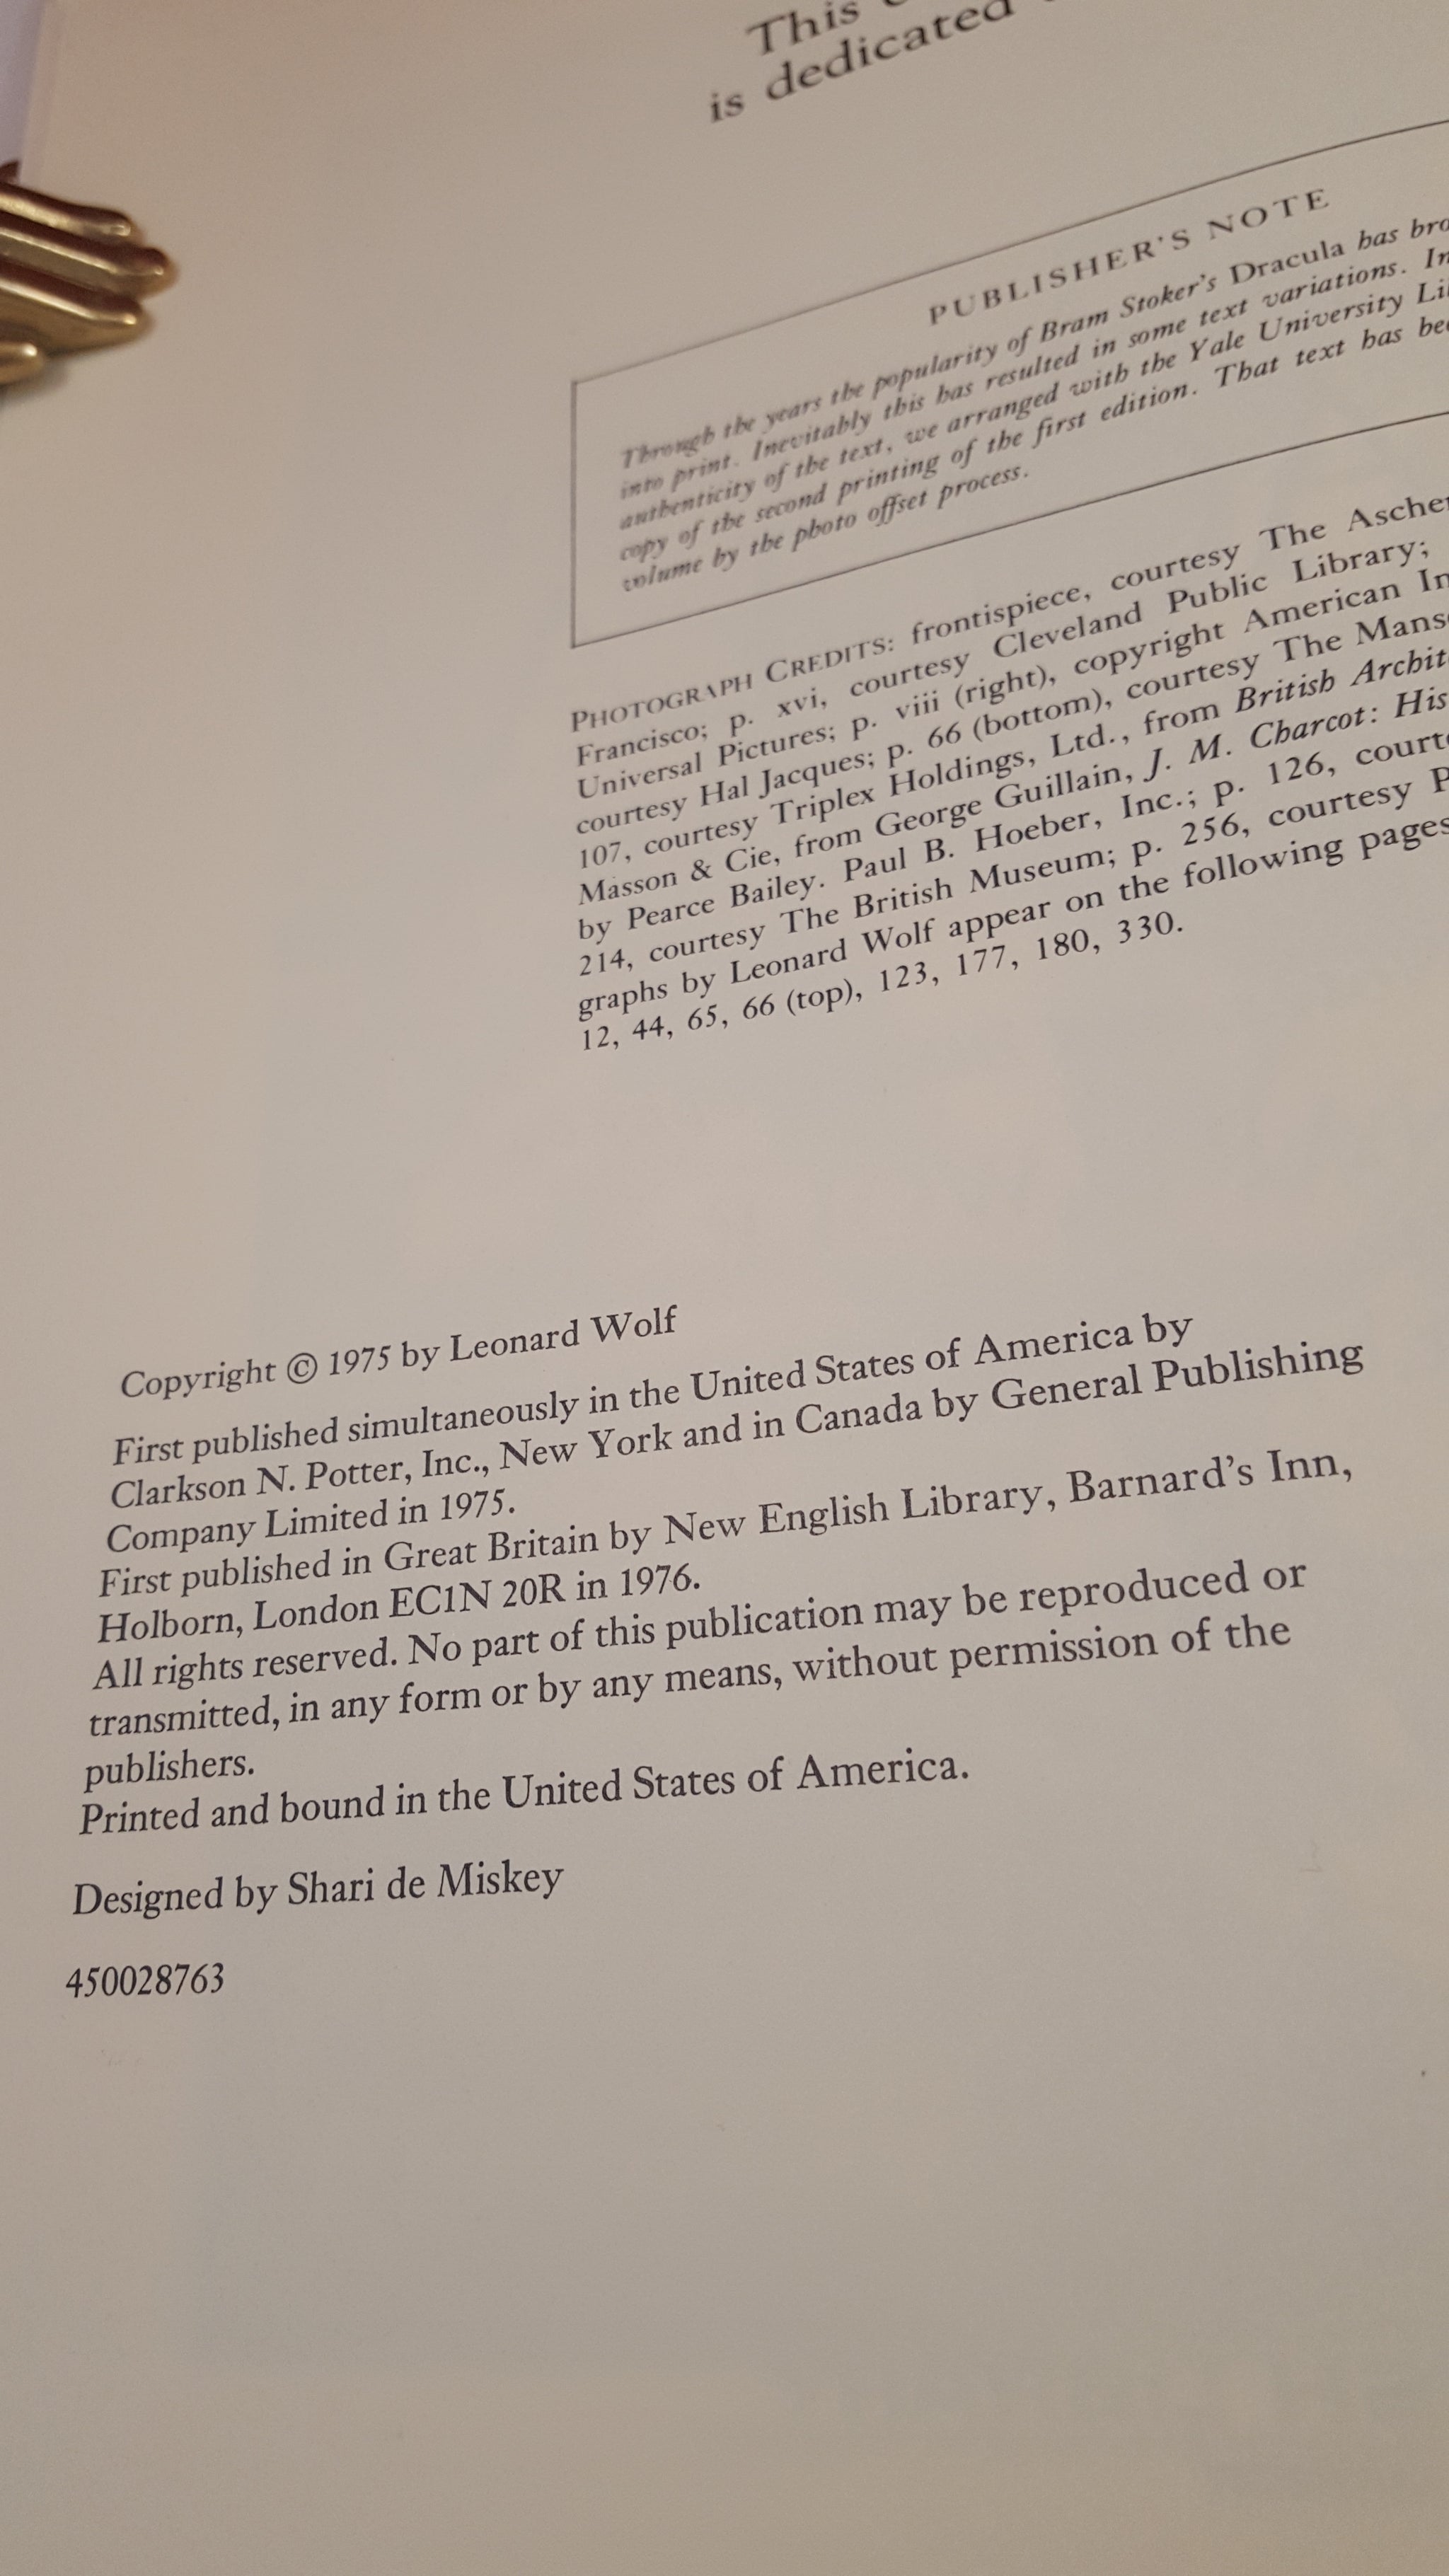 This
is dedicated
PUBLISHER'S NOTE
Through the years the popularity of Bram Stoker's Dracula has
into print. Inevitably this has resulted in some text variations. In
authenticity of the text, we arranged with the Yale University
copy of the second printing of the first edition. That text has
volume by the photo offset process.
PHOTOGRAPH CREDITS: frontispiece, courtesy The
Francisco; p. xvi, courtesy Cleveland Public Library;
Universal Pictures; p. viii (right), copyright American
courtesy Hal Jacques; p. 66 (bottom), courtesy The
107, courtesy Triplex Holdings, Ltd., from British
Masson & Cie, from George Guillain, J. M. Charcot: His
by Pearce Bailey. Paul B. Hoeber, Inc.; p. 126,
214, courtesy The British Museum; p. 256, courtesy
graphs by Leonard Wolf appear on the following pages
12, 44, 65, 66 (top), 123, 177, 180, 330.
Copyright © 1975 by Leonard Wolf
First published simultaneously in the United States of America by
Clarkson N. Potter, Inc., New York and in Canada by General Publishing
Company Limited in 1975.
First published in Great Britain by New English Library, Barnard's Inn,
Holborn, London EC1N 20R in 1976.
All rights reserved. No part of this publication may be reproduced or
transmitted, in any form or by any means, without permission of the
publishers.
Printed and bound in the United States of America.
Designed by Shari de Miskey
450028763